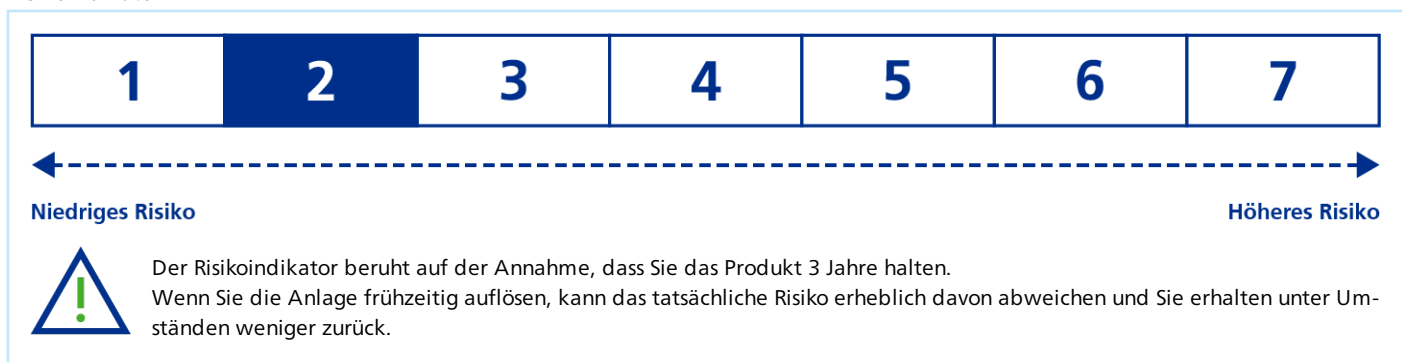 1 2 3 4 5 6 7
Niedriges Risiko Höheres Risiko
Der Risikoindikator beruht auf der Annahme, dass Sie das Produkt 3 Jahre halten.
Wenn Sie die Anlage frühzeitig auflösen, kann das tatsächliche Risiko erheblich davon abweichen und Sie erhalten unter Um-
ständen weniger zurück.